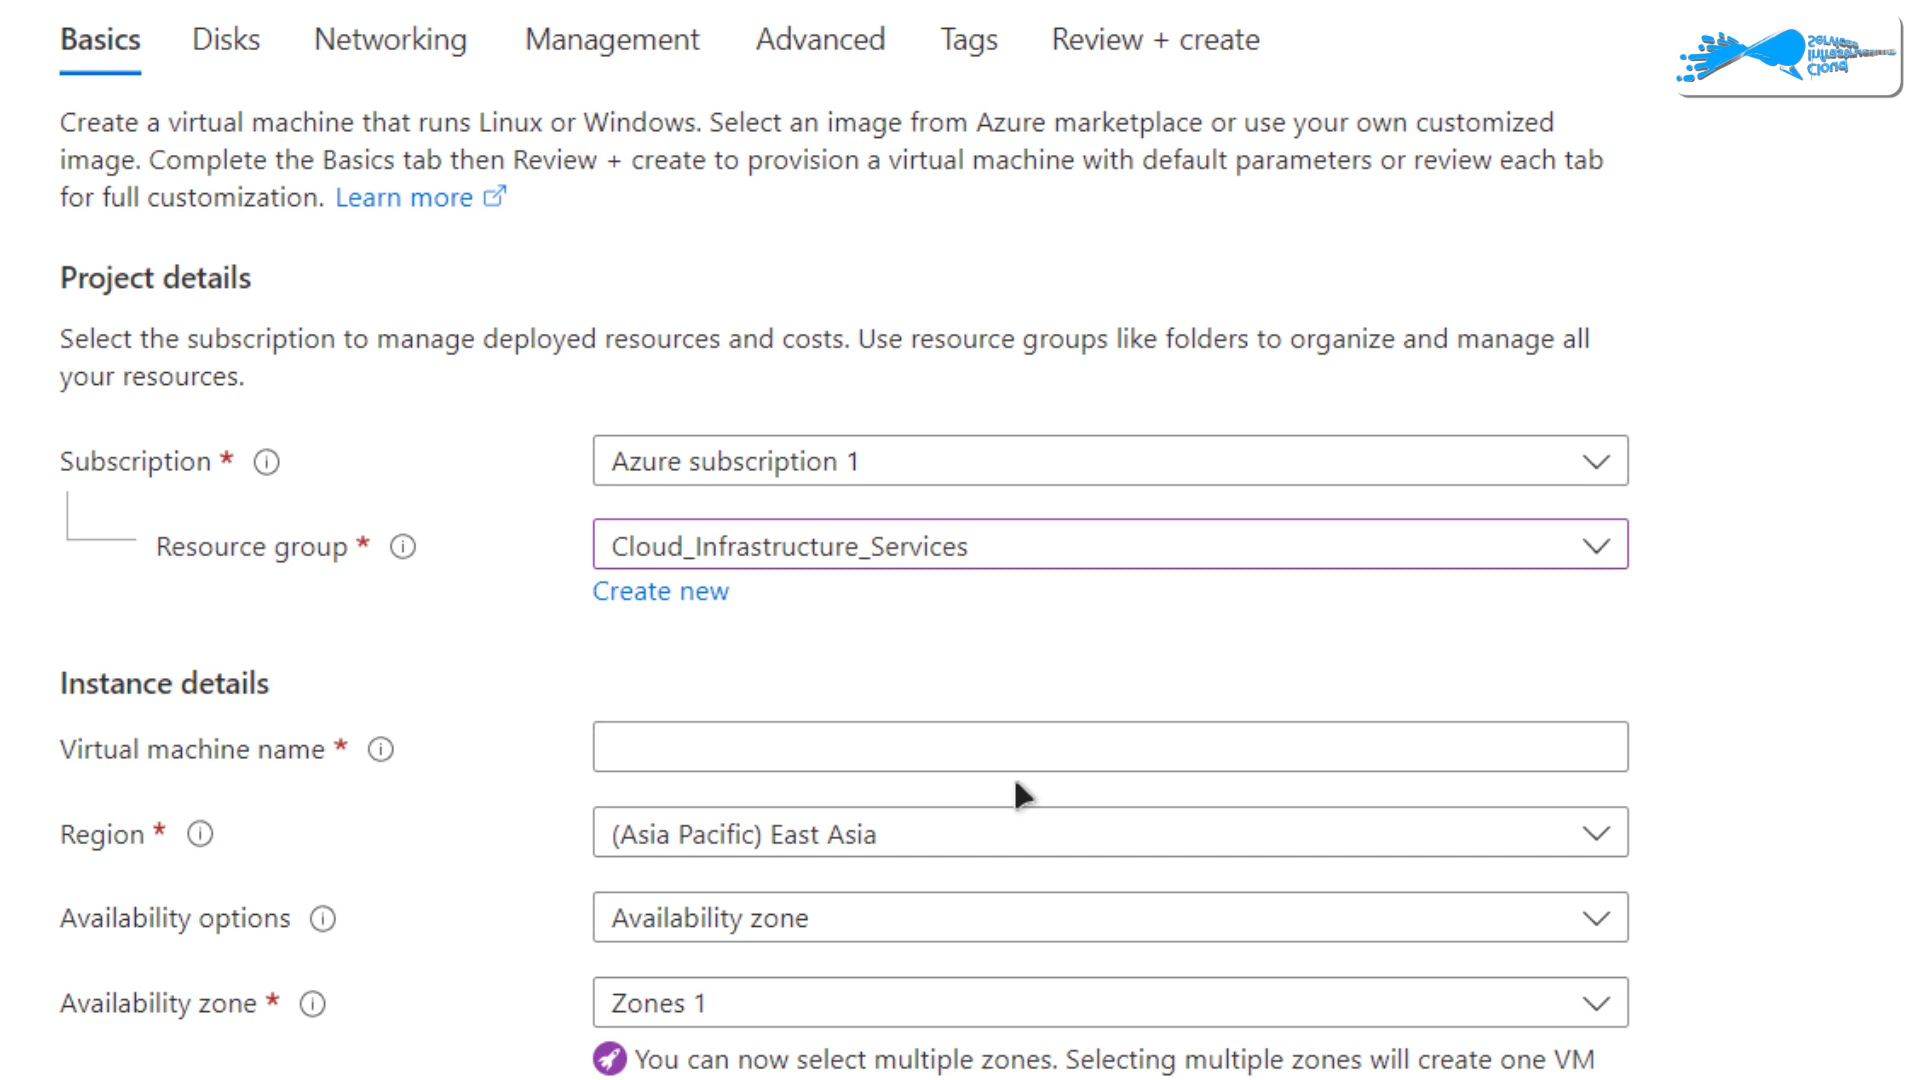 Basics Disks Networking Management Advanced Tags Review + create
Services
Infrastructure
Cloud
Create a virtual machine that runs Linux or Windows. Select an image from Azure marketplace or use your own customized
image. Complete the Basics tab then Review + create to provision a virtual machine with default parameters or review each tab
for full customization. Learn more
Project details
Select the subscription to manage deployed resources and costs. Use resource groups like folders to organize and manage all
your resources.
Subscription * Azure subscription 1
Resource group * Cloud_Infrastructure_Services
Create new
Instance details
Virtual machine name *
Region * (Asia Pacific) East Asia
Availability options Availability zone
Availability zone * Zones 1
You can now select multiple zones. Selecting multiple zones will create one VM